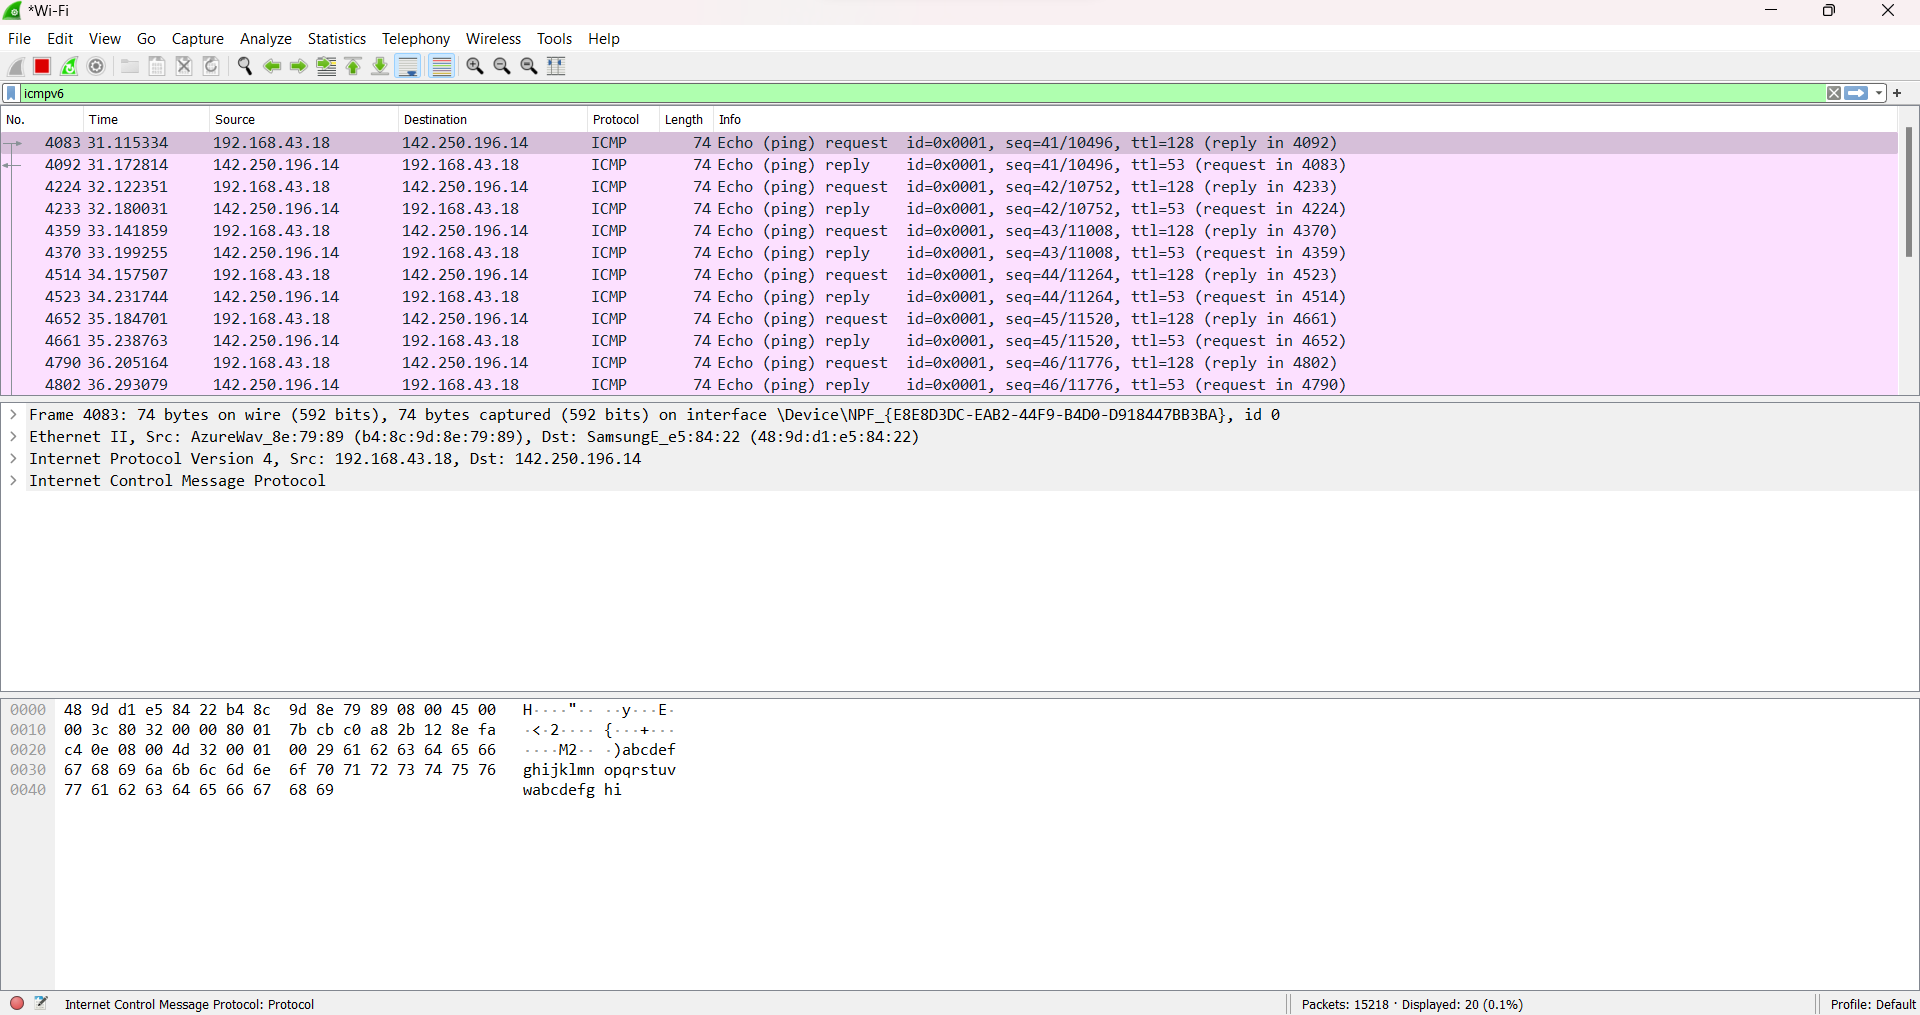 *Wi-Fi
File Edit View Go Capture Analyze Statistics Telephony Wireless Tools Help
icmpv6
No. Time Source Destination Protocol Length Info
4083 31.115334 192.168.43.18 142.250.196.14 ICMP 74 Echo (ping) request id=0x0001, seq=41/10496, ttl=128 (reply in 4092)
4092 31.172814 142.250.196.14 192.168.43.18 ICMP 74 Echo (ping) reply id=0x0001, seq=41/10496, ttl=53 (request in 4083)
4224 32.122351 192.168.43.18 142.250.196.14 ICMP 74 Echo (ping) request id=0x0001, seq=42/10752, ttl=128 (reply in 4233)
4233 32.180031 142.250.196.14 192.168.43.18 ICMP 74 Echo (ping) reply id=0x0001, seq=42/10752, ttl=53 (request in 4224)
4359 33.141859 192.168.43.18 142.250.196.14 ICMP 74 Echo (ping) request id=0x0001, seq=43/11008, ttl=128 (reply in 4370)
4370 33.199255 142.250.196.14 192.168.43.18 ICMP 74 Echo (ping) reply id=0x0001, seq=43/11008, ttl=53 (request in 4359)
4514 34.157507 192.168.43.18 142.250.196.14 ICMP 74 Echo (ping) request id=0x0001, seq=44/11264, ttl=128 (reply in 4523)
4523 34.231744 142.250.196.14 192.168.43.18 ICMP 74 Echo (ping) reply id=0x0001, seq=44/11264, ttl=53 (request in 4514)
4652 35.184701 192.168.43.18 142.250.196.14 ICMP 74 Echo (ping) request id=0x0001, seq=45/11520, ttl=128 (reply in 4661)
4661 35.238763 142.250.196.14 192.168.43.18 ICMP 74 Echo (ping) reply id=0x0001, seq=45/11520, ttl=53 (request in 4652)
4790 36.205164 192.168.43.18 142.250.196.14 ICMP 74 Echo (ping) request id=0x0001, seq=46/11776, ttl=128 (reply in 4802)
4802 36.293079 142.250.196.14 192.168.43.18 ICMP 74 Echo (ping) reply id=0x0001, seq=46/11776, ttl=53 (request in 4790)
Frame 4083: 74 bytes on wire (592 bits), 74 bytes captured (592 bits) on interface \Device\NPF_{E8E8D3DC-EAB2-44F9-B4D0-D918447BB3BA}, id 0
Ethernet II, Src: AzureWav_8e:79:89 (b4:8c:9d:8e:79:89), Dst: SamsungE_e5:84:22 (48:9d:d1:e5:84:22)
Internet Protocol Version 4, Src: 192.168.43.18, Dst: 142.250.196.14
Internet Control Message Protocol
0000 48 9d d1 e5 84 22 b4 8c 9d 8e 79 89 08 00 45 00 H····"·· ··y···E·
0010 00 3c 80 32 00 00 80 01 7b cb c0 a8 2b 12 8e fa ·<·2···· {···+···
0020 c4 0e 08 00 4d 32 00 01 00 29 61 62 63 64 65 66 ····M2·· ·)abcdef
0030 67 68 69 6a 6b 6c 6d 6e 6f 70 71 72 73 74 75 76 ghijklmn opqrstuv
0040 77 61 62 63 64 65 66 67 68 69 wabcdefg hi
Internet Control Message Protocol: Protocol Packets: 15218 · Displayed: 20 (0.1%) Profile: Default